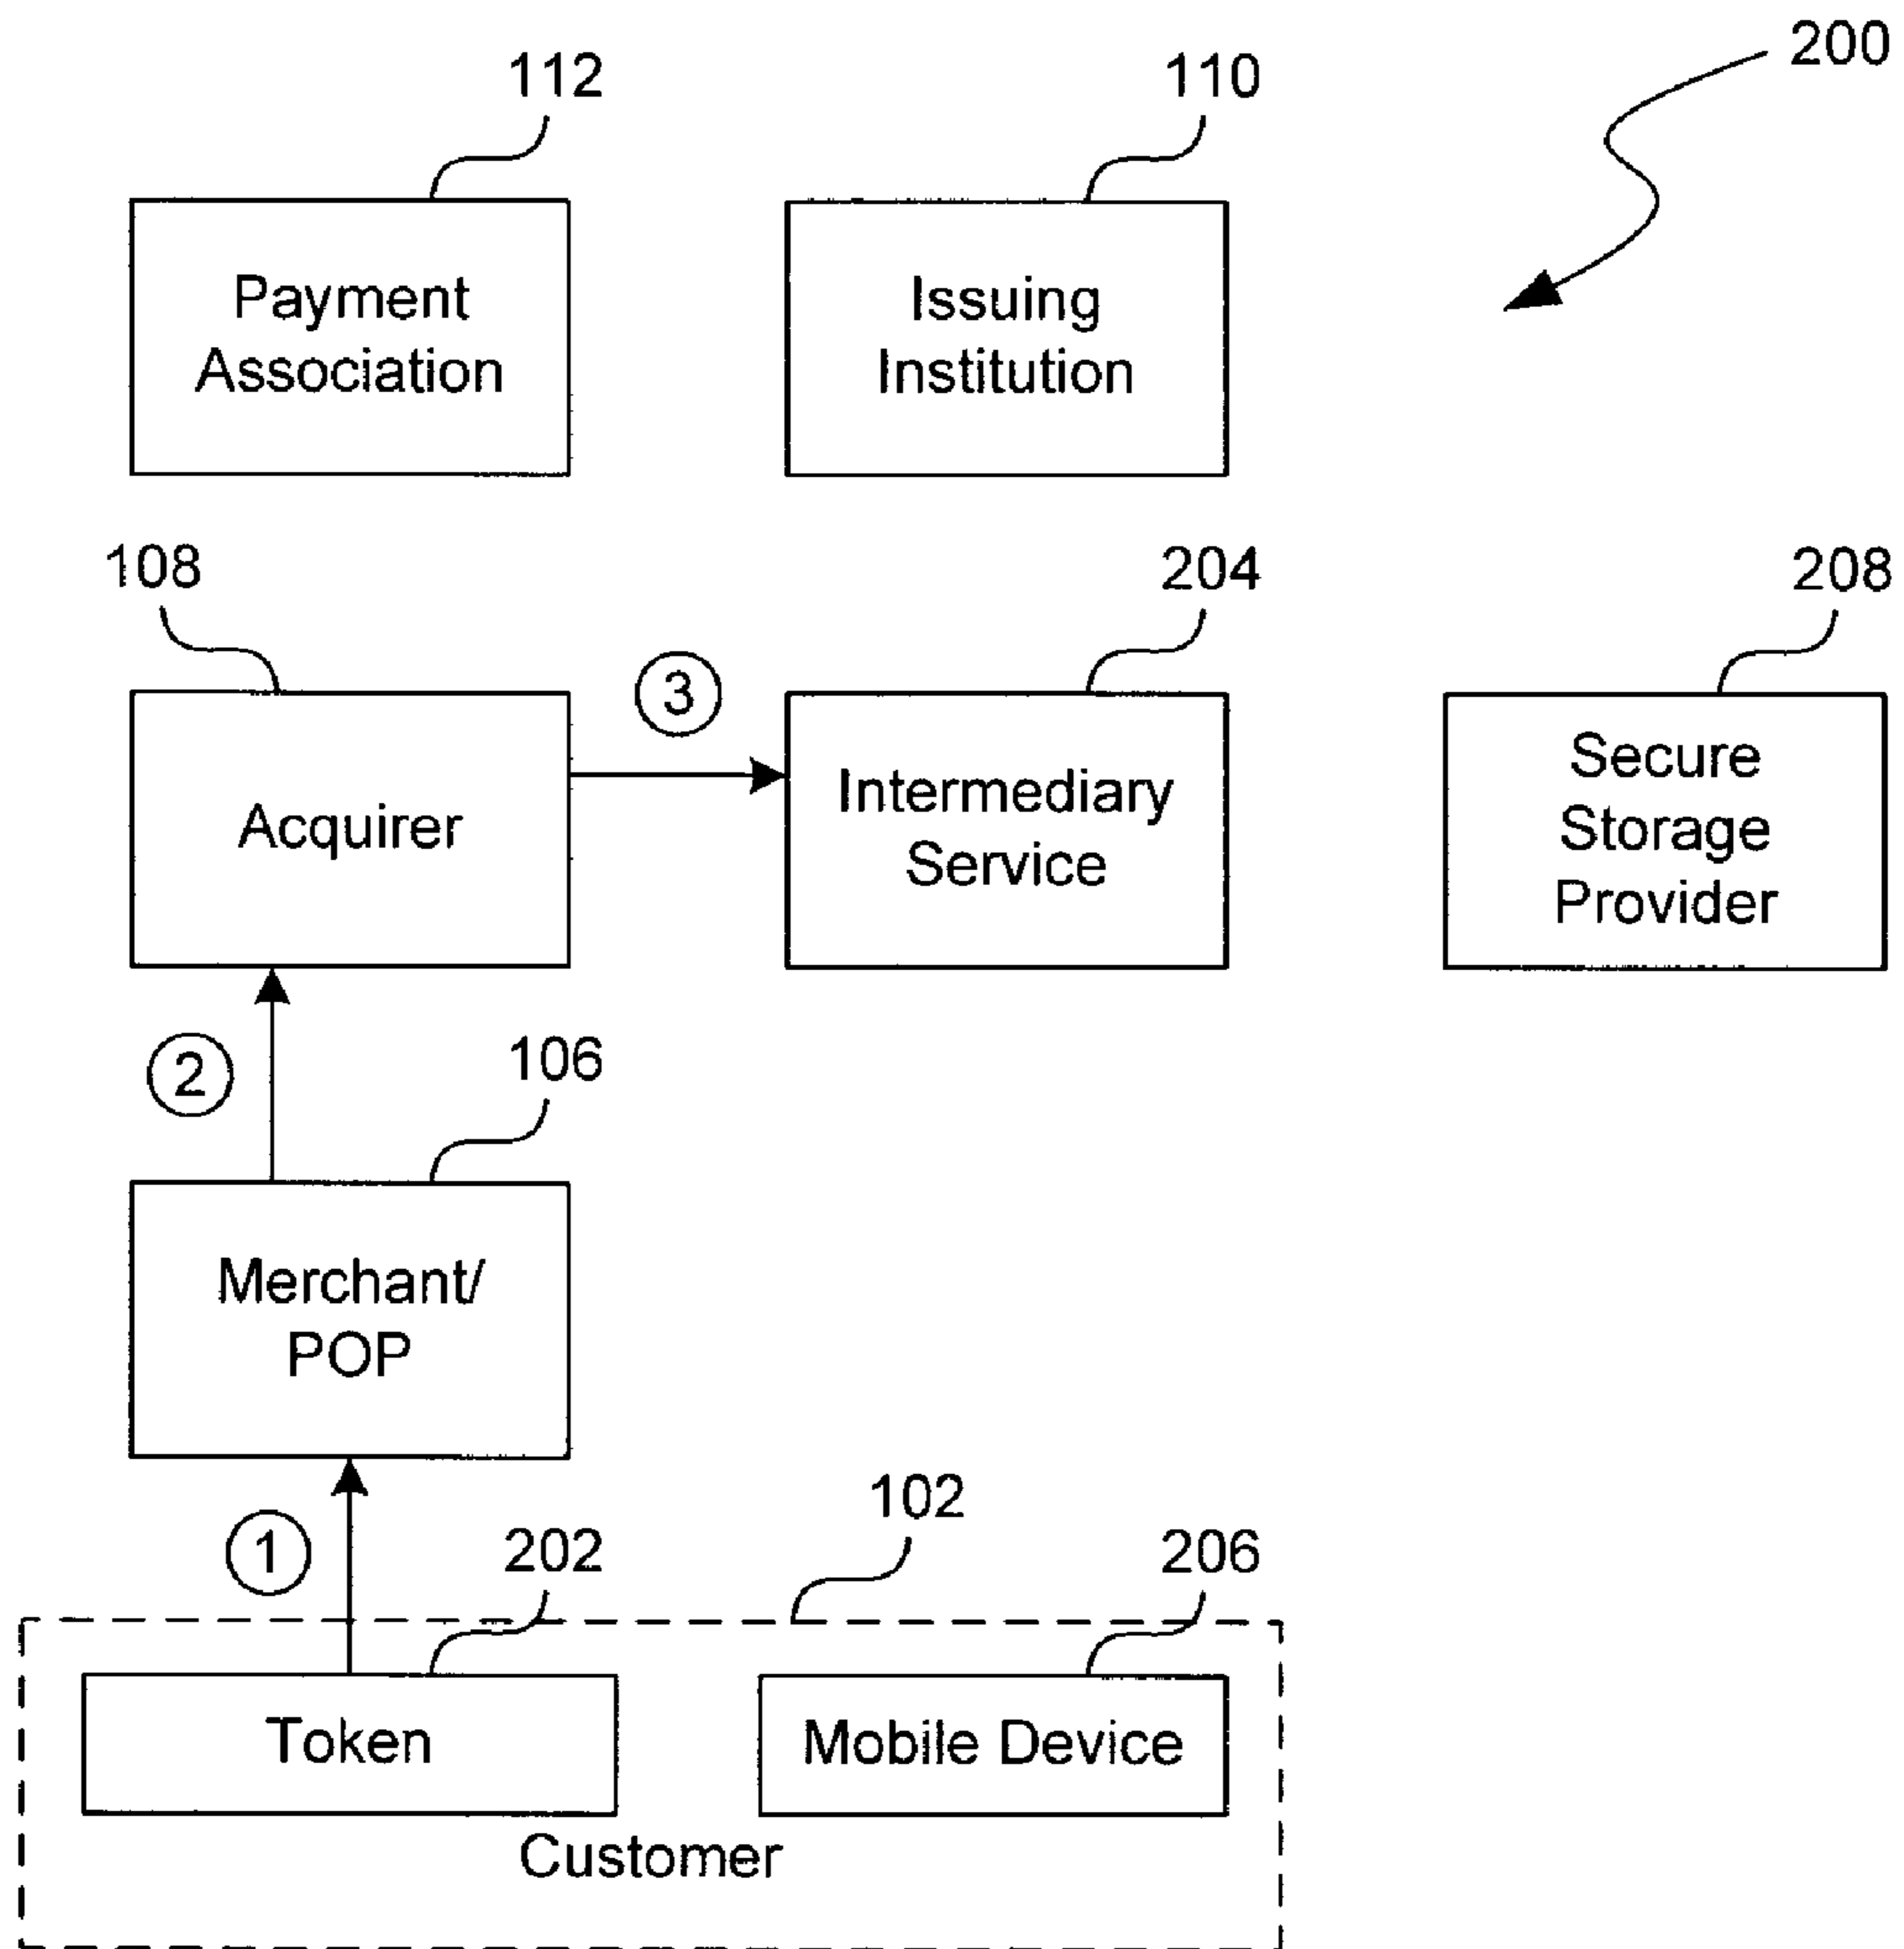 200
112
110
Payment
Association
Issuing
Institution
108
204
208
3
Acquirer
Intermediary
Service
Secure
Storage
Provider
2
106
Merchant/
POP
102
1
202
206
Token
Mobile Device
Customer